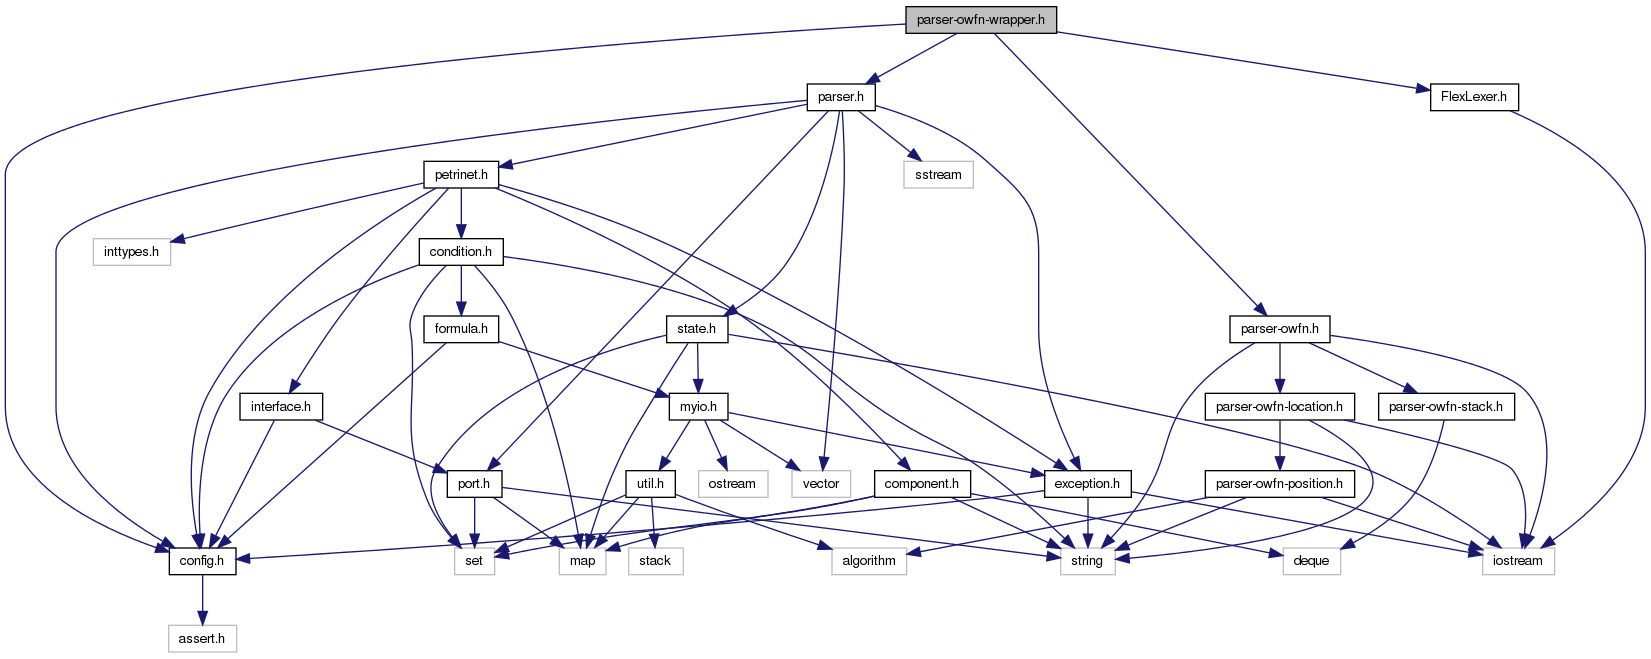 parser-owfn-wrapper.h
parser.h
FlexLexer.h
petrinet.h
sstream
inttypes.h
condition.h
formula.h
state.h
parser-owfn.h
interface.h
myio.h
parser-owfn-location.h
parser-owfn-stack.h
port.h
util.h
ostream
vector
component.h
exception.h
parser-owfn-position.h
config.h
set
map
stack
algorithm
string
deque
iostream
assert.h